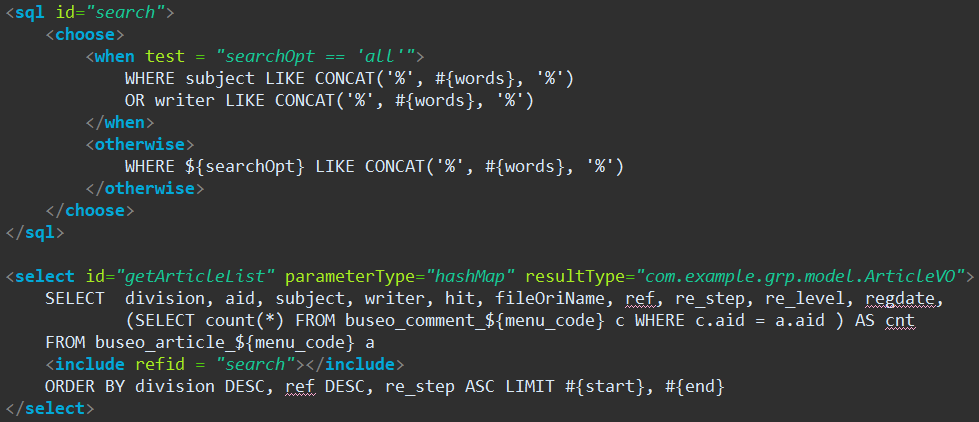 <sql id="search">
    <choose>
        <when test = "searchOpt == 'all'">
            WHERE subject LIKE CONCAT('%', #{words}, '%')
            OR writer LIKE CONCAT('%', #{words}, '%')
        </when>
        <otherwise>
            WHERE ${searchOpt} LIKE CONCAT('%', #{words}, '%')
        </otherwise>
    </choose>
</sql>

<select id="getArticleList" parameterType="hashMap" resultType="com.example.grp.model.ArticleVO">
    SELECT  division, aid, subject, writer, hit, fileOriName, ref, re_step, re_level, regdate,
            (SELECT count(*) FROM buseo_comment_${menu_code} c WHERE c.aid = a.aid ) AS cnt
    FROM buseo_article_${menu_code} a
    <include refid = "search"></include>
    ORDER BY division DESC, ref DESC, re_step ASC LIMIT #{start}, #{end}
</select>